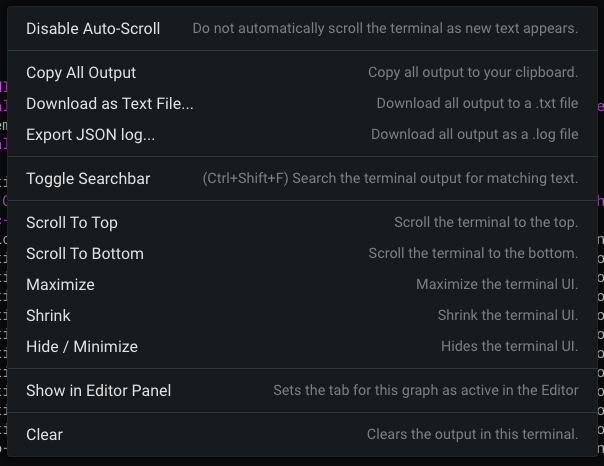 Disable Auto-Scroll Do not automatically scroll the terminal as new text appears.
Copy All Output Copy all output to your clipboard.
Download as Text File... Download all output to a .txt file
Export JSON log... Download all output as a .log file
Toggle Searchbar (Ctrl+Shift+F) Search the terminal output for matching text.
Scroll To Top Scroll the terminal to the top.
Scroll To Bottom Scroll the terminal to the bottom.
Maximize Maximize the terminal UI.
Shrink Shrink the terminal UI.
Hide / Minimize Hides the terminal UI.
Show in Editor Panel Sets the tab for this graph as active in the Editor
Clear Clears the output in this terminal.